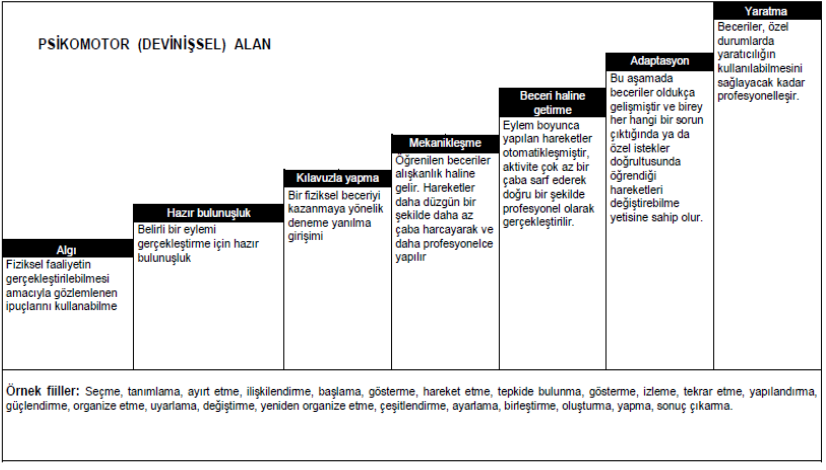 PSİKOMOTOR (DEVİNİŞSEL) ALAN
Algı
Fiziksel faaliyetin
gerçekleştirilebilmesi
amacıyla gözlemlenen
ipuçlarını kullanabilme
Hazır bulunuşluk
Belirli bir eylemi
gerçekleştirme için hazır
bulunuşluk
Kılavuzla yapma
Bir fiziksel beceriyi
kazanmaya yönelik
deneme yanılma
girişimi
Mekanikleşme
Öğrenilen beceriler
alışkanlık haline
gelir. Hareketler
daha düzgün bir
şekilde daha az
çaba harcayarak ve
daha profesyonelce
yapılır
Beceri haline
getirme
Eylem boyunca
yapılan hareketler
otomatikleşmiştir,
aktivite çok az bir
çaba sarf ederek
doğru bir şekilde
profesyonel olarak
gerçekleştirilir.
Adaptasyon
Bu aşamada
beceriler oldukça
gelişmiştir ve birey
her hangi bir sorun
çıktığında ya da
özel istekler
doğrultusunda
öğrendiği
hareketleri
değiştirebilme
yetisine sahip olur.
Yaratma
Beceriler, özel
durumlarda
yaratıcılığın
kullanılabilmesini
sağlayacak kadar
profesyonelleşir.
Örnek fiiller: Seçme, tanımlama, ayırt etme, ilişkilendirme, başlama, gösterme, hareket etme, tepkide bulunma, gösterme, izleme, tekrar etme, yapılandırma,
güçlendirme, organize etme, uyarlama, değiştirme, yeniden organize etme, çeşitlendirme, ayarlama, birleştirme, oluşturma, yapma, sonuç çıkarma.